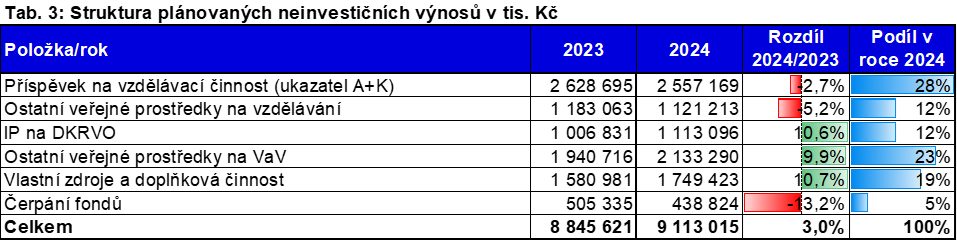 Tab. 3: Struktura plánovaných neinvestičních výnosů v tis. Kč
Položka/rok 2023 2024 Rozdíl 2024/2023 Podíl v roce 2024
Příspěvek na vzdělávací činnost (ukazatel A+K) 2 628 695 2 557 169 -2,7% 28%
Ostatní veřejné prostředky na vzdělávání 1 183 063 1 121 213 -5,2% 12%
IP na DKRVO 1 006 831 1 113 096 10,6% 12%
Ostatní veřejné prostředky na VaV 1 940 716 2 133 290 9,9% 23%
Vlastní zdroje a doplňková činnost 1 580 981 1 749 423 10,7% 19%
Čerpání fondů 505 335 438 824 -13,2% 5%
Celkem 8 845 621 9 113 015 3,0% 100%